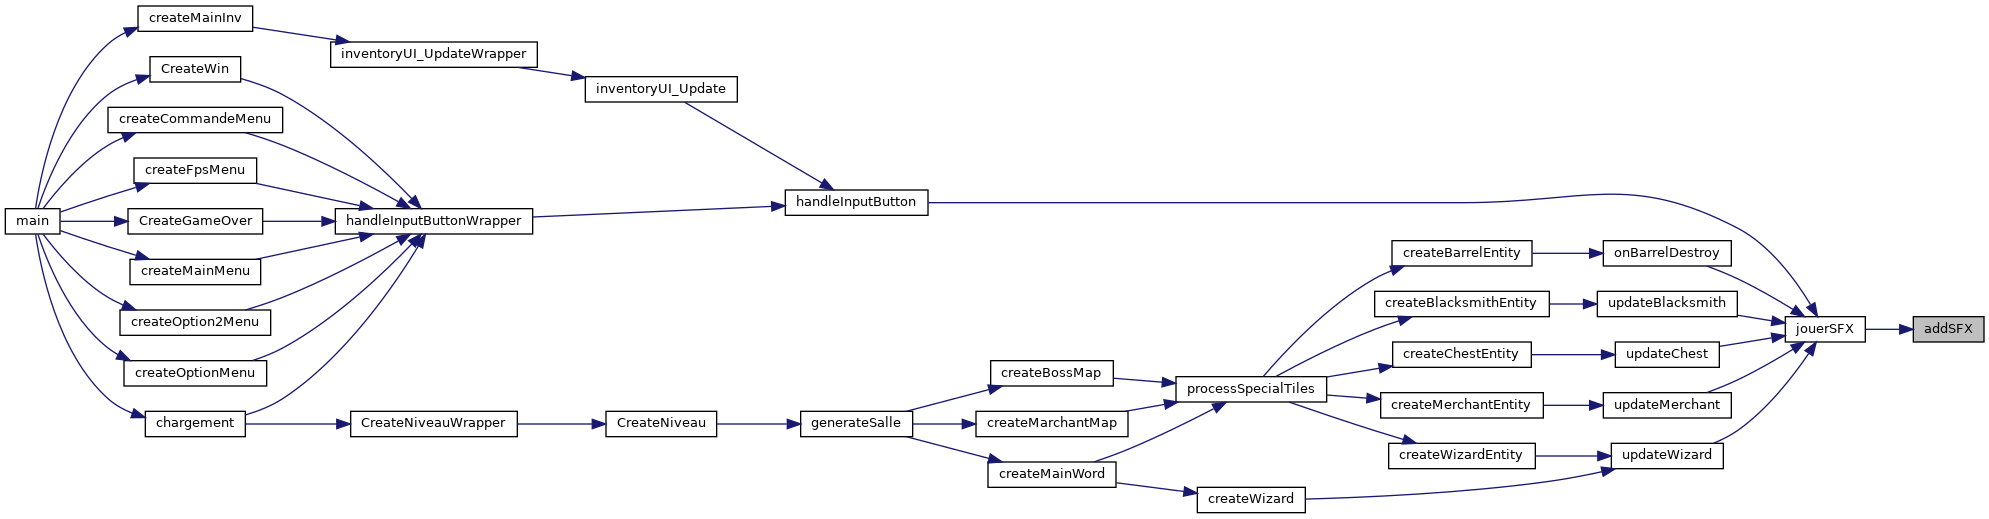 main
createMainInv
CreateWin
createCommandeMenu
createFpsMenu
CreateGameOver
createMainMenu
createOption2Menu
createOptionMenu
chargement
inventoryUI_UpdateWrapper
handleInputButtonWrapper
CreateNiveauWrapper
inventoryUI_Update
CreateNiveau
handleInputButton
generateSalle
createBossMap
createMarchantMap
createMainWord
processSpecialTiles
createWizard
createBarrelEntity
createBlacksmithEntity
createChestEntity
createMerchantEntity
createWizardEntity
onBarrelDestroy
updateBlacksmith
updateChest
updateMerchant
updateWizard
jouerSFX
addSFX